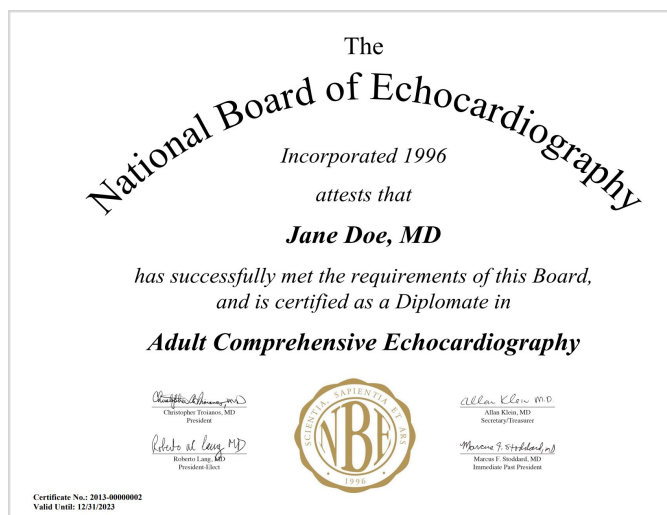 The
National Board of Echocardiography
Incorporated 1996
attests that
Jane Doe, MD
has successfully met the requirements of this Board,
and is certified as a Diplomate in
Adult Comprehensive Echocardiography
Christopher Troianos, MD
President
Roberto Lang, MD
President-Elect
SCIENTIA, SAPIENTIA ET ARS
NBE
1996
Allan Klein M.D.
Allan Klein, MD
Secretary/Treasurer
Marcus F. Stoddard, MD
Immediate Past President
Certificate No.: 2013-00000002
Valid Until: 12/31/2023